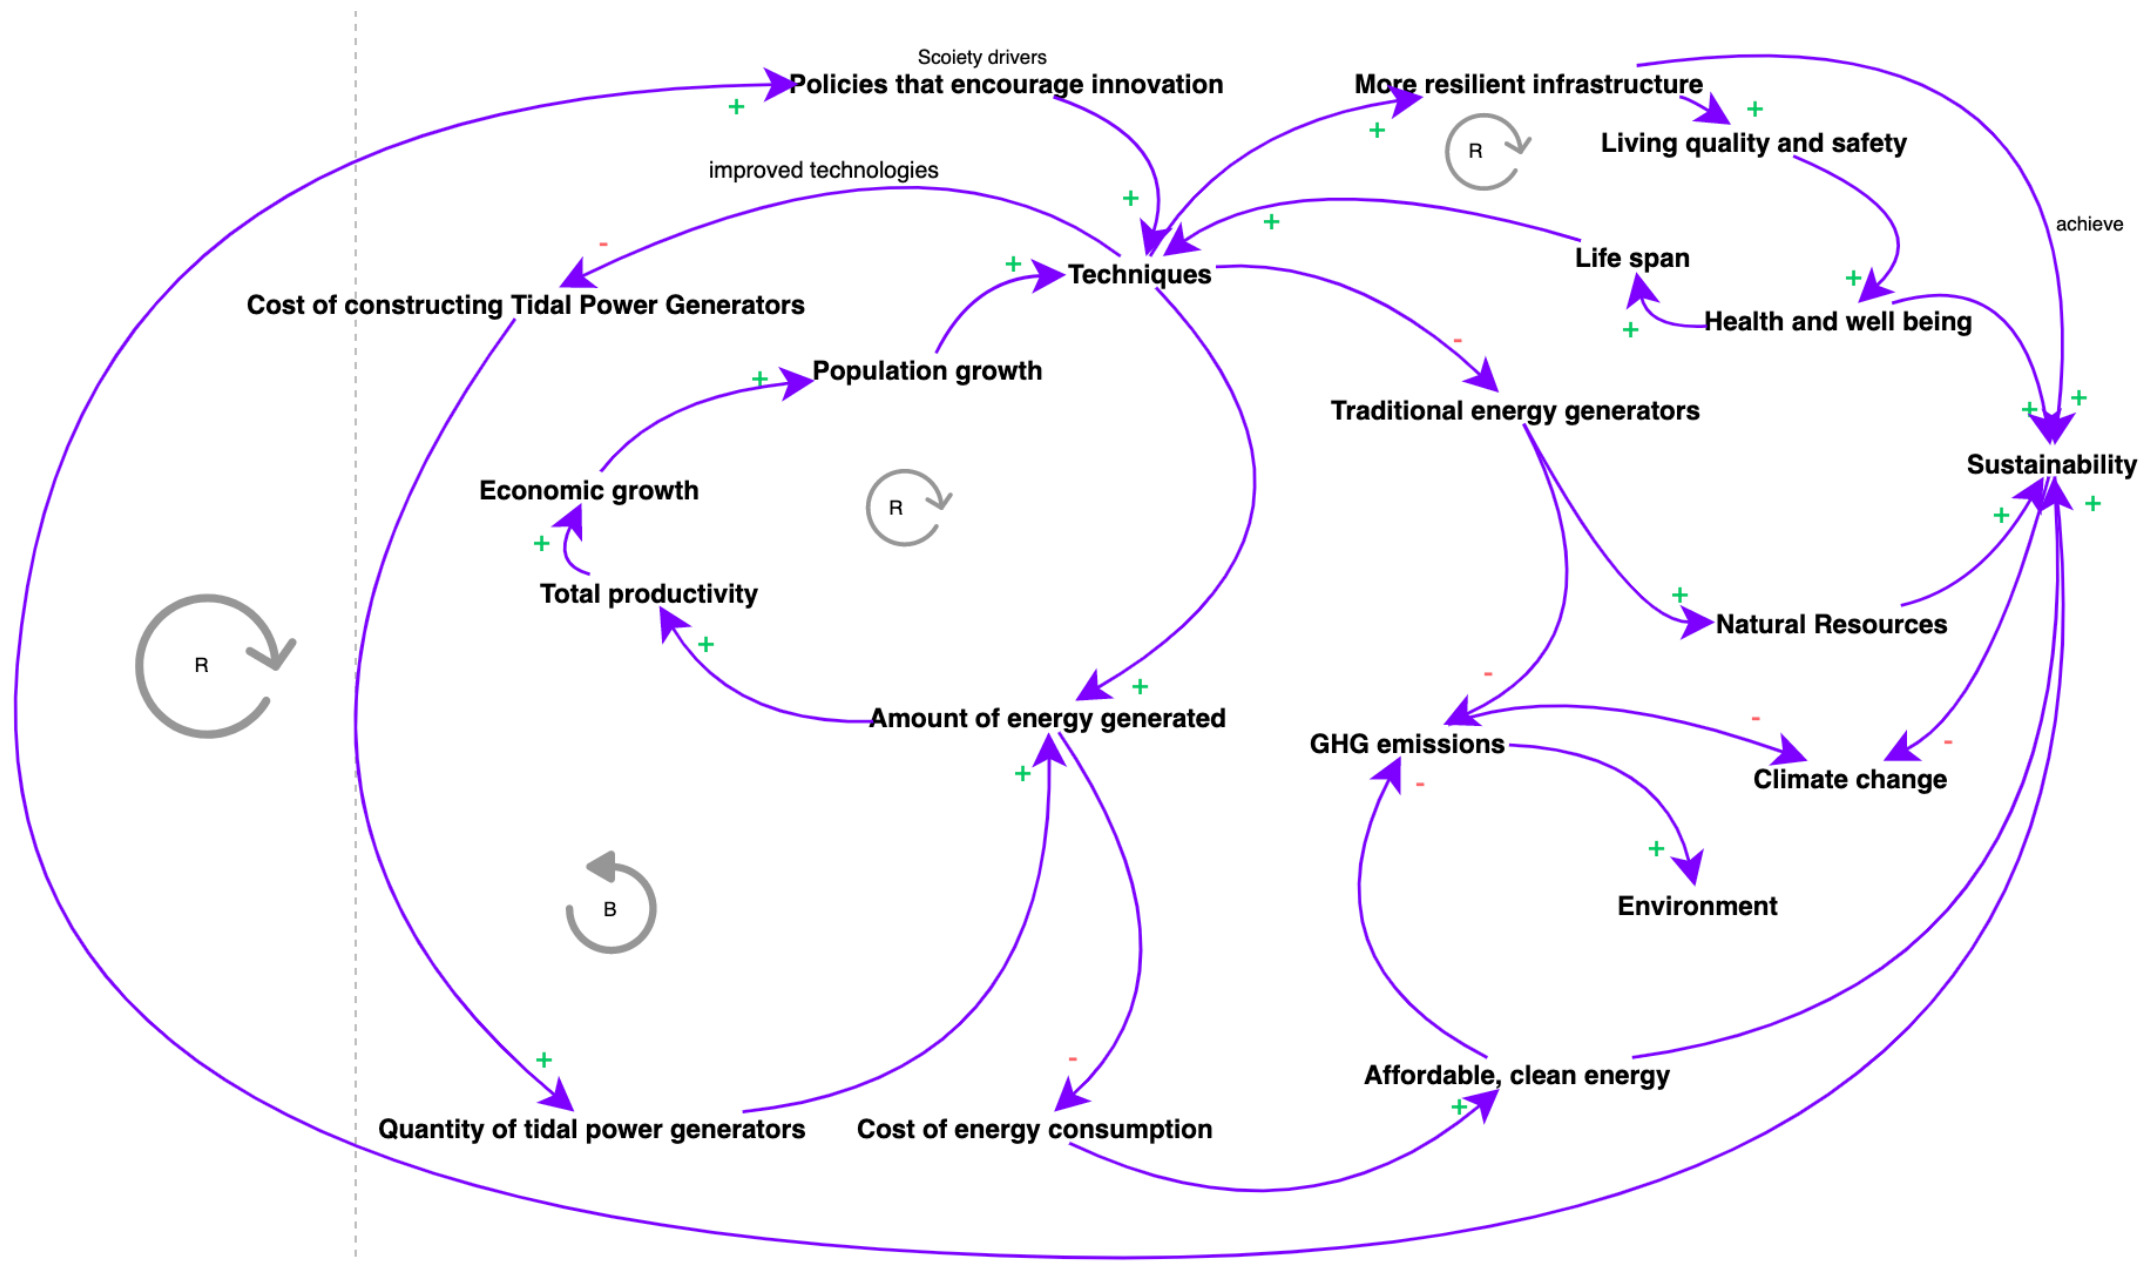 Scoiety drivers
Policies that encourage innovation
+
More resilient infrastructure
+
+
R
Living quality and safety
improved technologies
+
+
achieve
-
+
Techniques
Life span
+
Cost of constructing Tidal Power Generators
+
Health and well being
-
+
Population growth
Traditional energy generators
+
+
Sustainability
Economic growth
R
+
+
+
Total productivity
+
Natural Resources
+
R
-
+
Amount of energy generated
-
GHG emissions
-
Climate change
+
-
+
Environment
B
+
-
Affordable, clean energy
+
Quantity of tidal power generators
Cost of energy consumption